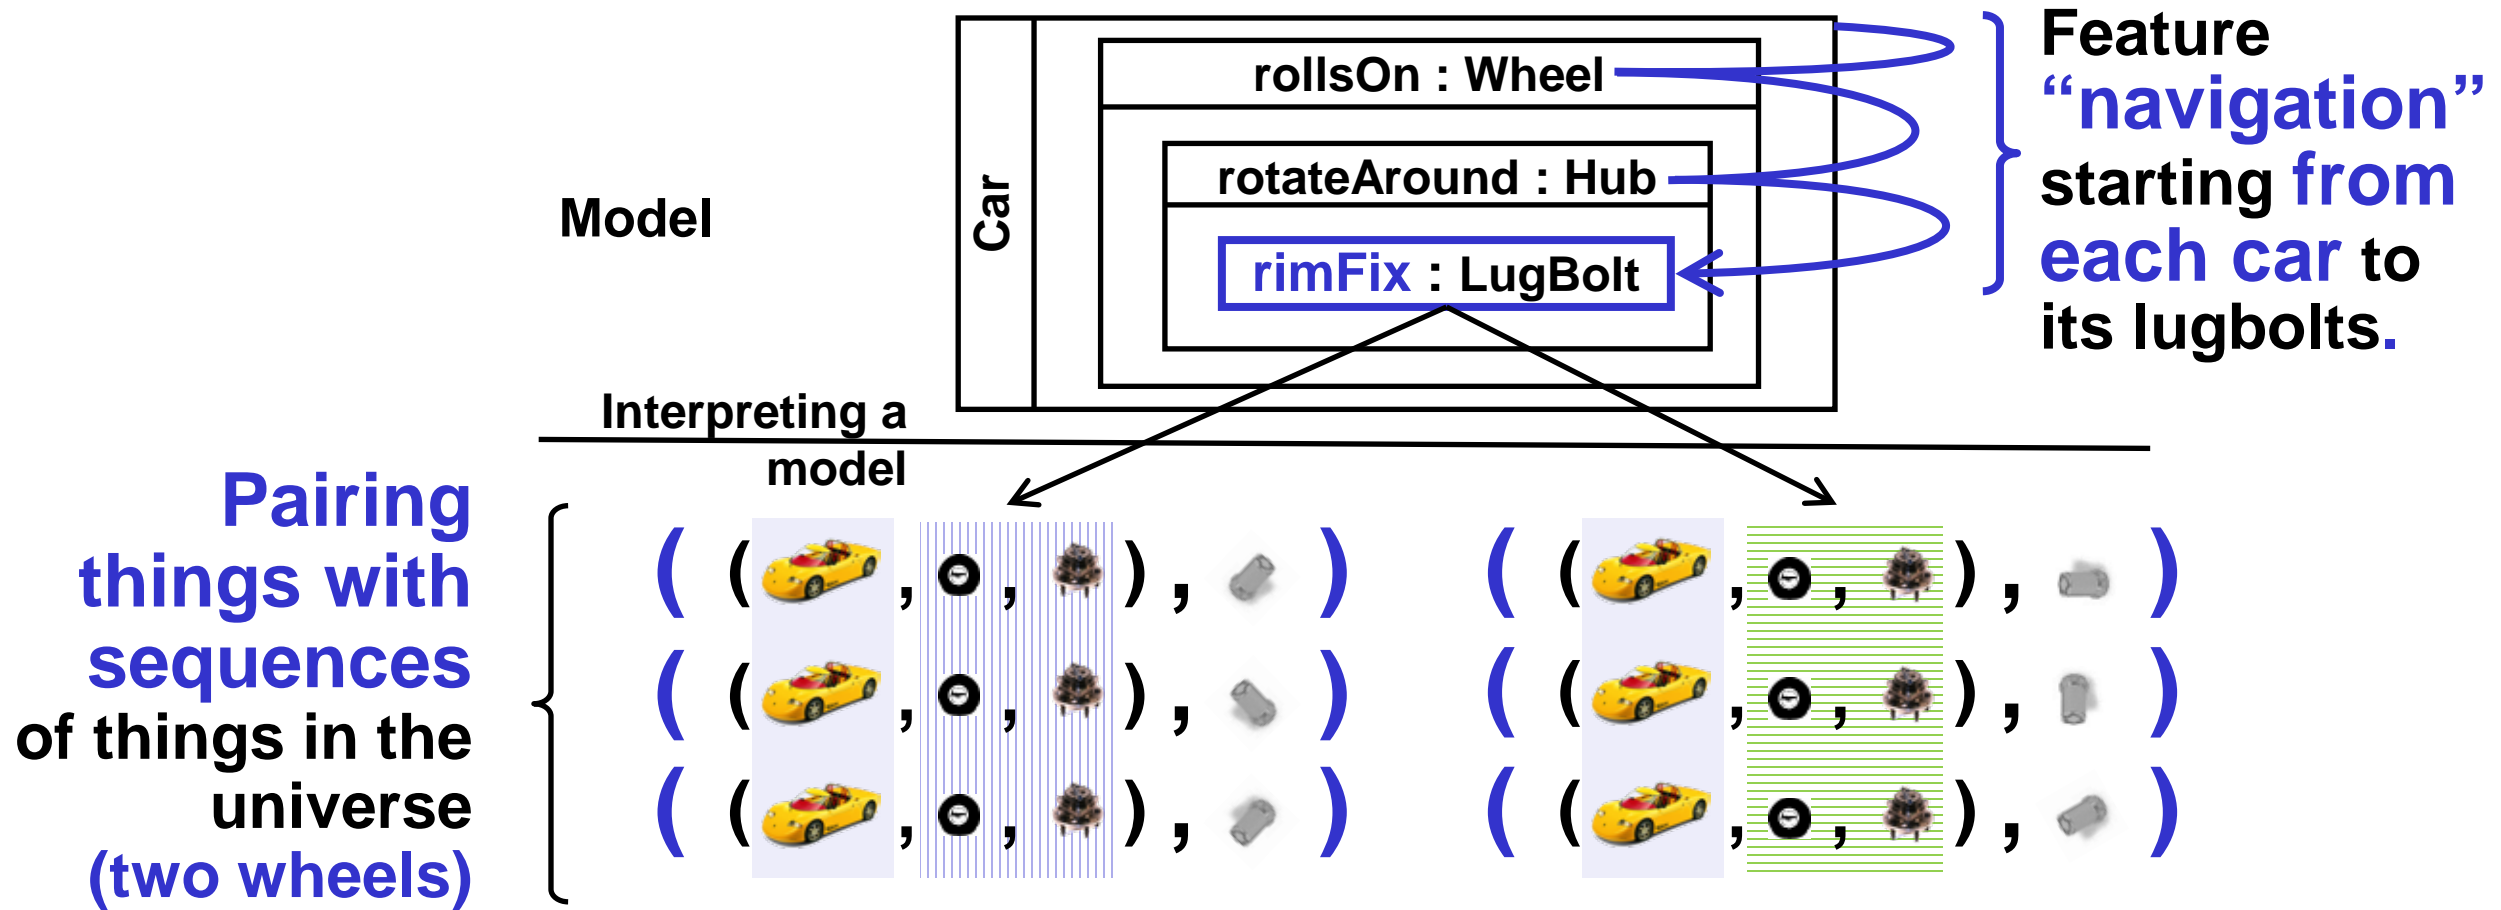 Feature
“navigation”
starting from
each car to
its lugbolts.
Car
rollsOn : Wheel
rotateAround : Hub
rimFix : LugBolt
Model
Interpreting a
model
Pairing
things with
sequences
of things in the
universe
(two wheels)
( ( , , ) , ) ( ( , , ) , )
( ( , , ) , ) ( ( , , ) , )
( ( , , ) , ) ( ( , , ) , )